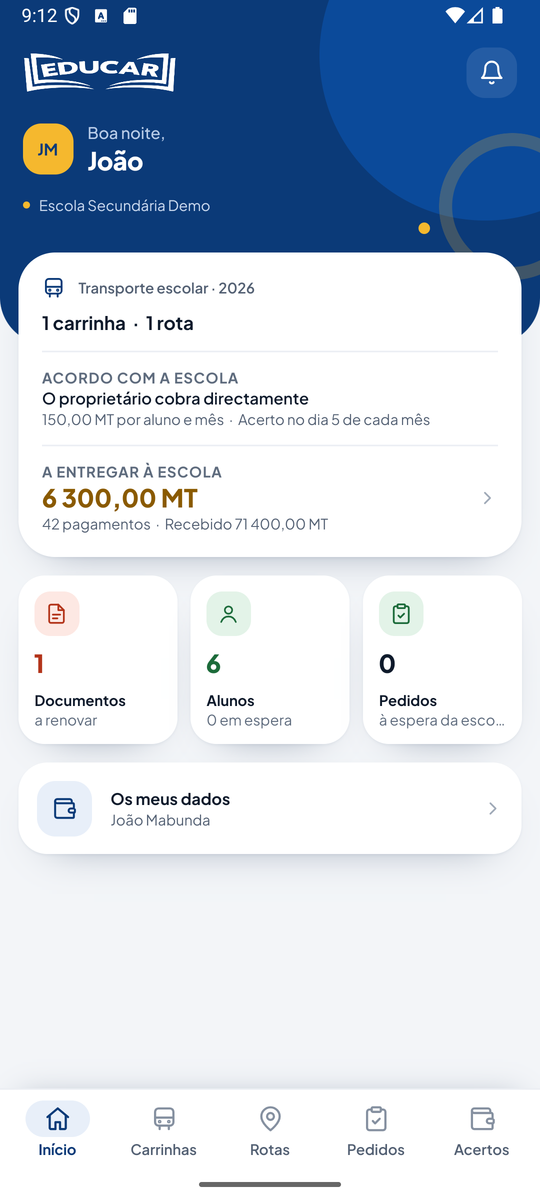 9:12
EDUCAR
JM
Boa noite,
João
Escola Secundária Demo
Transporte escolar · 2026
1 carrinha · 1 rota
ACORDO COM A ESCOLA
O proprietário cobra directamente
150,00 MT por aluno e mês · Acerto no dia 5 de cada mês
A ENTREGAR À ESCOLA
6 300,00 MT
42 pagamentos · Recebido 71 400,00 MT
1
Documentos
a renovar
6
Alunos
0 em espera
0
Pedidos
à espera da esco…
Os meus dados
João Mabunda
Início
Carrinhas
Rotas
Pedidos
Acertos